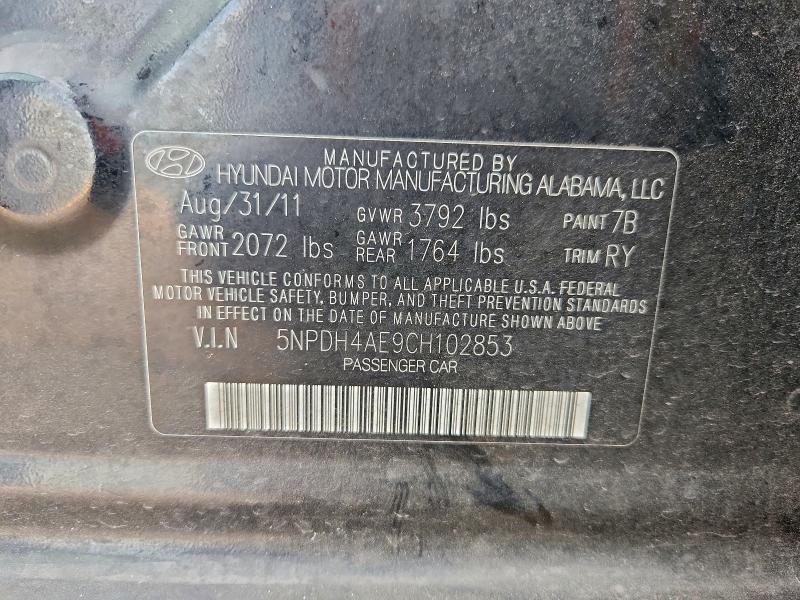 MANUFACTURED BY
HYUNDAI MOTOR MANUFACTURING ALABAMA, LLC
Aug/31/11 GVWR 3792 lbs PAINT 7B
GAWR FRONT 2072 lbs GAWR REAR 1764 lbs TRIM RY
THIS VEHICLE CONFORMS TO ALL APPLICABLE U.S.A. FEDERAL
MOTOR VEHICLE SAFETY, BUMPER, AND THEFT PREVENTION STANDARDS
IN EFFECT ON THE DATE OF MANUFACTURE SHOWN ABOVE
V.I.N 5NPDH4AE9CH102853
PASSENGER CAR